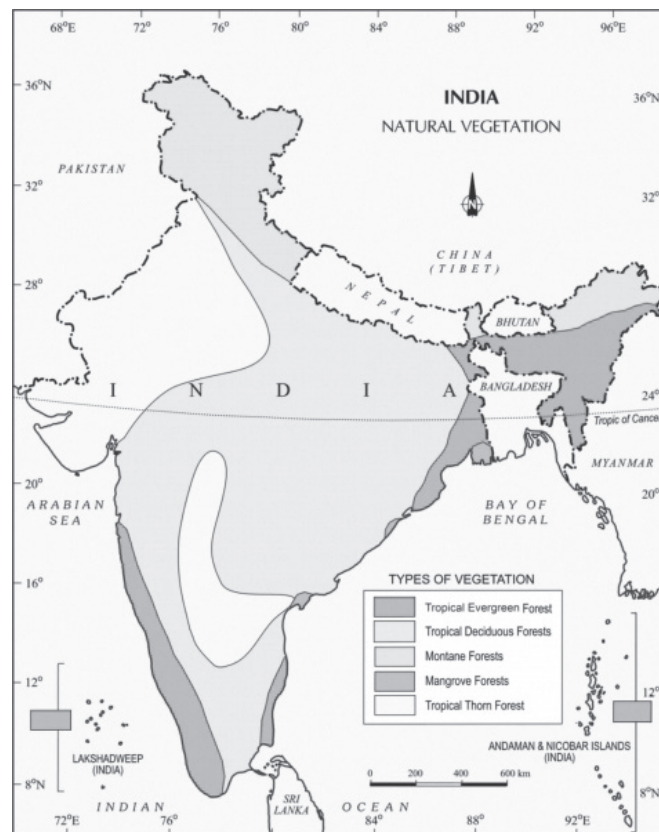 68°E
72°
76°
80°
84°
88°
92°
96°E
36°N
36°N
INDIA
NATURAL VEGETATION
PAKISTAN
32°
N
32°
CHINA
(TIBET)
28°
28°
NEPAL
BHUTAN
INDIA
BANGLADESH
24°
24°
Tropic of Cancer
MYANMAR
20°
20°
ARABIAN
SEA
BAY OF
BENGAL
16°
16°
TYPES OF VEGETATION
Tropical Evergreen Forest
Tropical Deciduous Forests
Montane Forests
Mangrove Forests
Tropical Thorn Forest
12°
12°
LAKSHADWEEP
(INDIA)
ANDAMAN & NICOBAR ISLANDS
(INDIA)
0 200 400 600 km
8°N
8°N
SRI
LANKA
INDIAN OCEAN
72°E
76°
80°
84°
88°
92°E